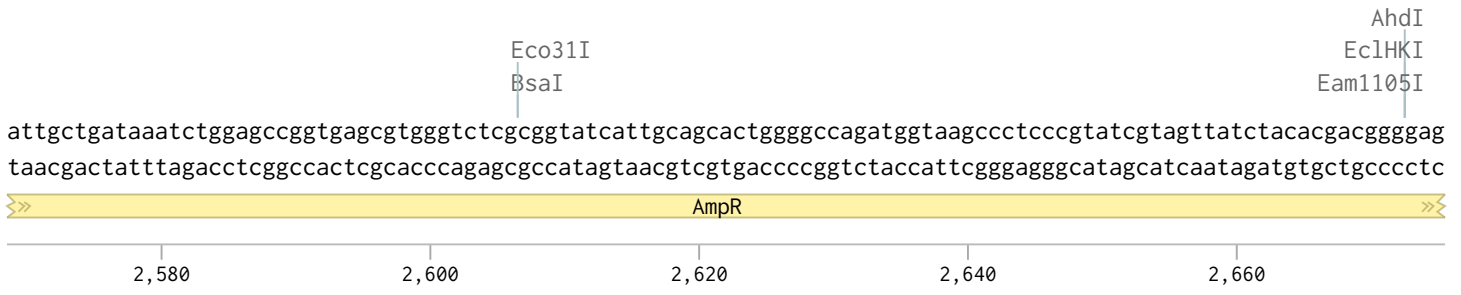 AhdI
Eco31I EclHKI
BsaI Eam1105I
attgctgataaatctggagccggtgagcgtgggtctcgcggtatcattgcagcactggggccagatggtaagccctcccgtatcgtagttatctacacgacggggag
taacgactatttagacctcggccactcgcacccagagcgccatagtaacgtcgtgaccccggtctaccattcgggagggcatagcatcaatagatgtgctgcccctc
AmpR
2,580 2,600 2,620 2,640 2,660